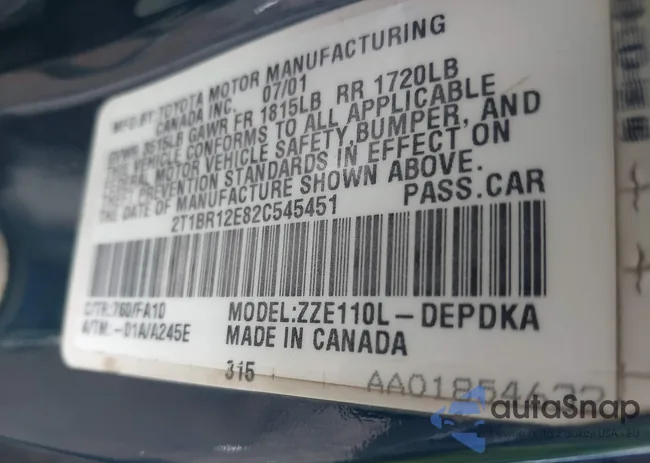 MFD.BY:TOYOTA MOTOR MANUFACTURING
CANADA INC. 07/01
GVWR 3515LB GAWR FR 1815LB RR 1720LB
THIS VEHICLE CONFORMS TO ALL APPLICABLE
FEDERAL MOTOR VEHICLE SAFETY,BUMPER, AND
THEFT PREVENTION STANDARDS IN EFFECT ON
THE DATE OF MANUFACTURE SHOWN ABOVE.
2T1BR12E82C545451 PASS.CAR
C/TR:760/FA10 MODEL:ZZE110L-DEPDKA
A/TM:-01A/A245E MADE IN CANADA
315
autoSnap